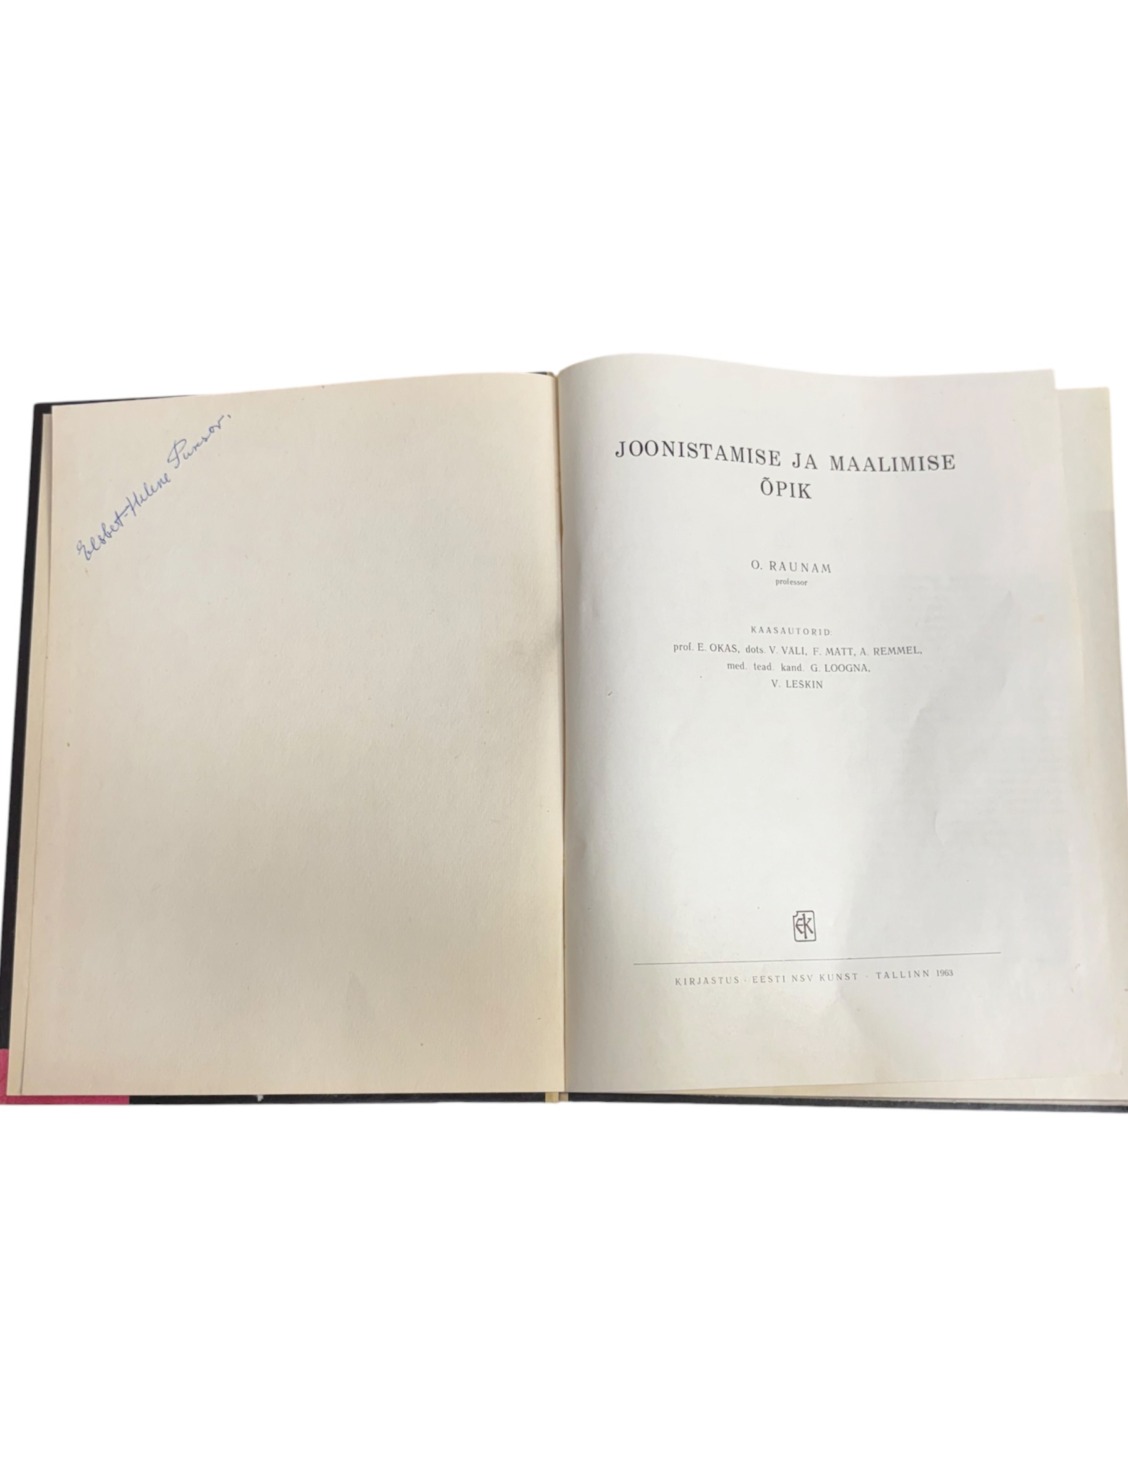 Elsbet-Helene Punsor.
JOONISTAMISE JA MAALIMISE
ÕPIK
O. RAUNAM
professor
KAASAUTORID
prof. E. OKAS, dots. V. VALI, F. MATT, A. REMMEL,
med. tead. kand. G. LOOGNA,
V. LESKIN
EK
KIRJASTUS · EESTI NSV KUNST · TALLINN 1963